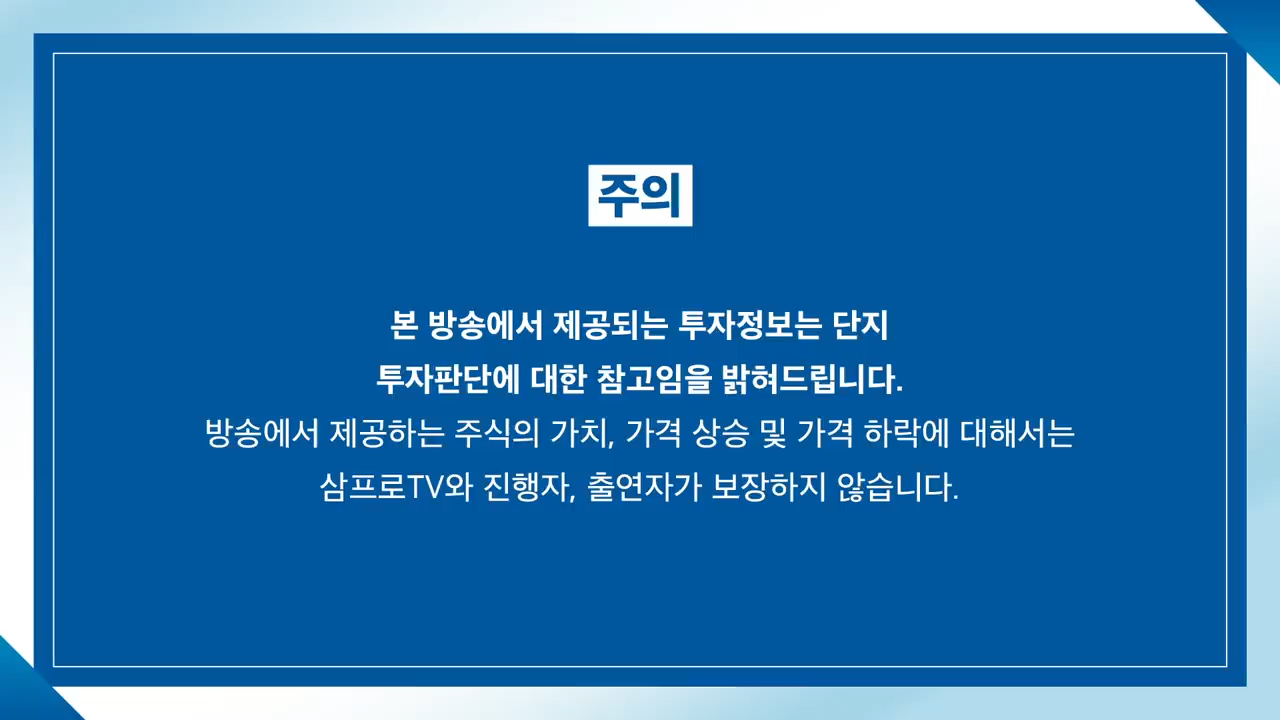 주의
본 방송에서 제공되는 투자정보는 단지
투자판단에 대한 참고임을 밝혀드립니다.
방송에서 제공하는 주식의 가치, 가격 상승 및 가격 하락에 대해서는
삼프로TV와 진행자, 출연자가 보장하지 않습니다.